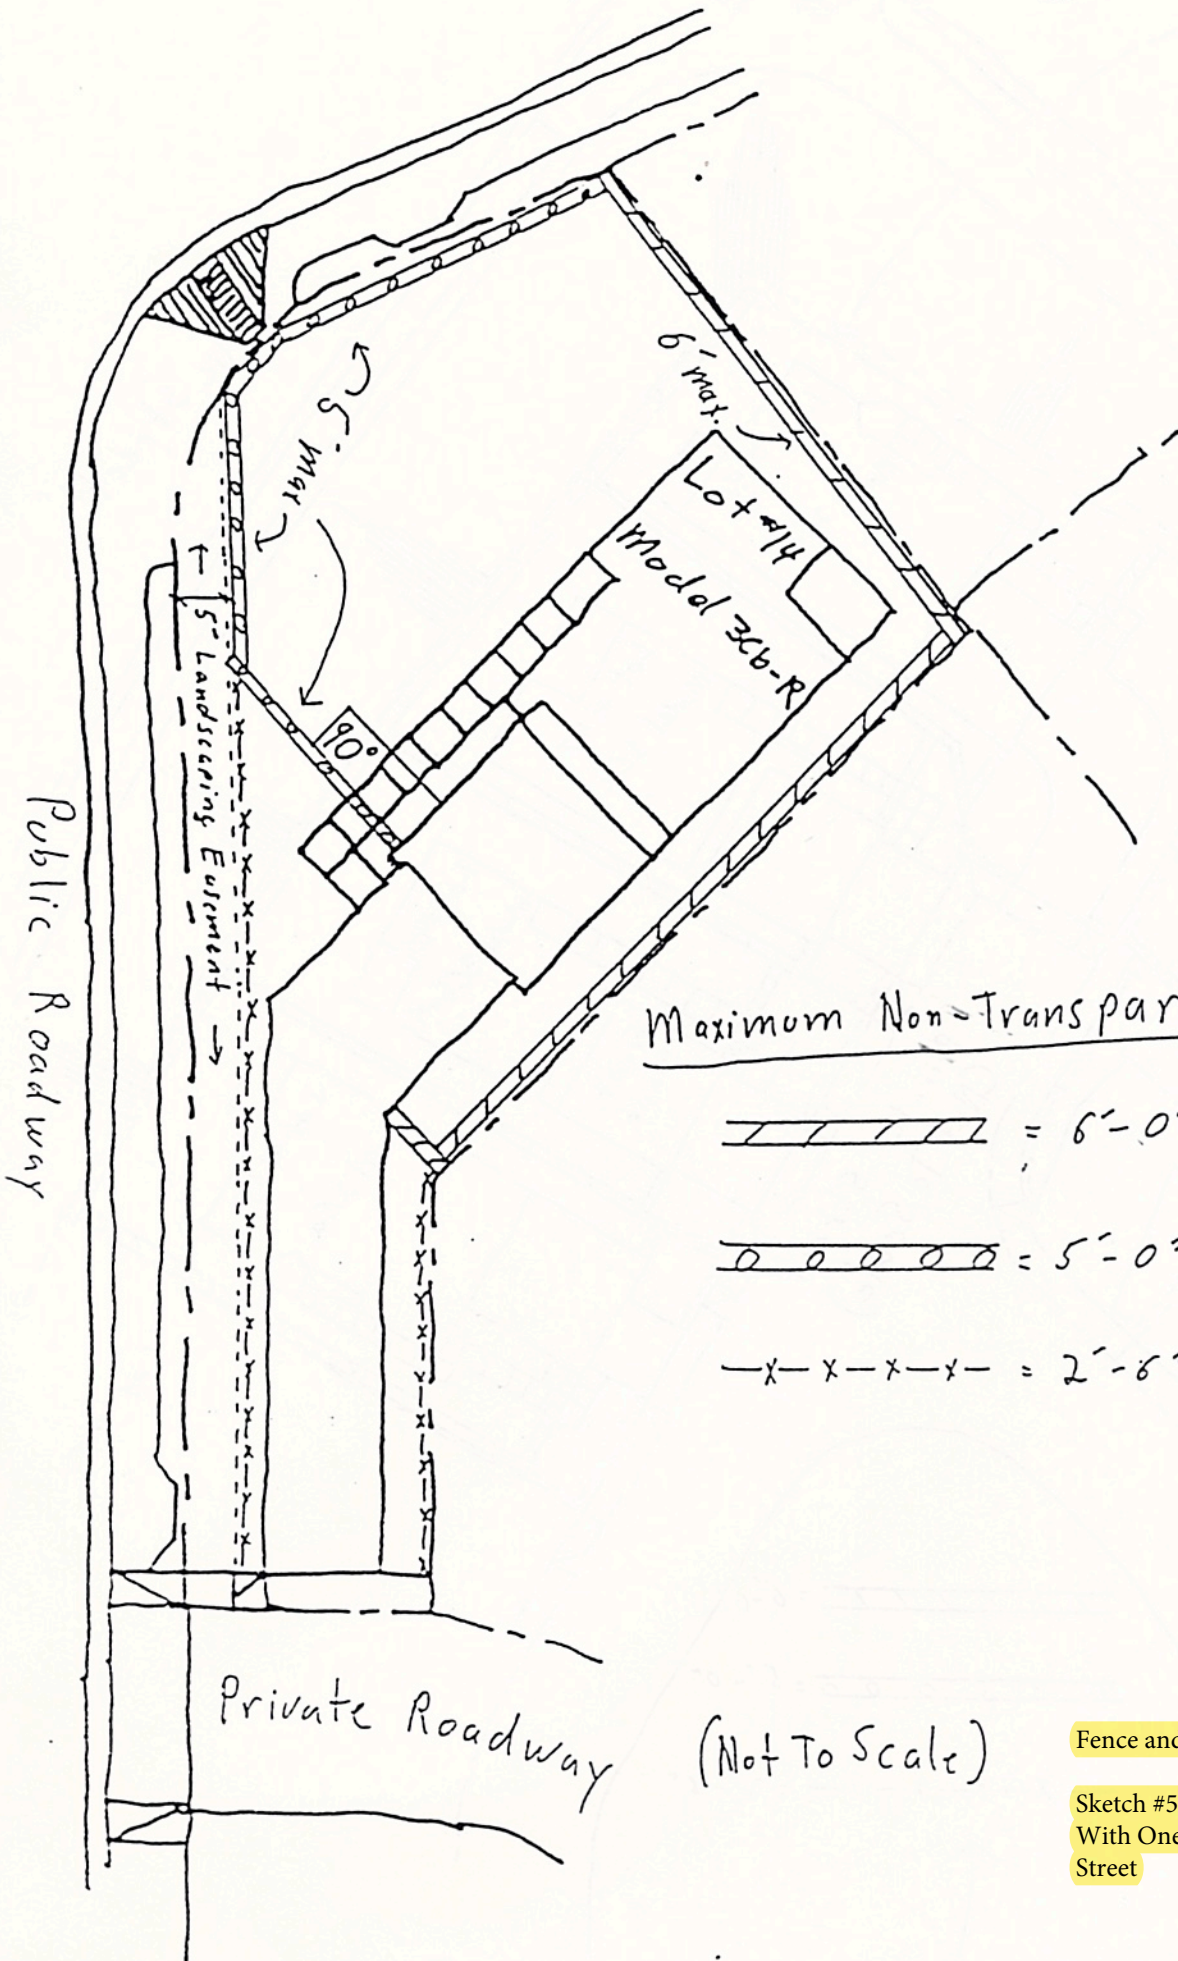 6' max.
5' Max
Lot #14
Model 3Cb-R
90°
← 5' Landscaping Easement →
Public Roadway
Maximum Non-Transpar
= 6'-0"
= 5'-0"
-x-x-x-x- = 2'-6"
Private Roadway
(Not To Scale)
Fence and
Sketch #5
With One
Street